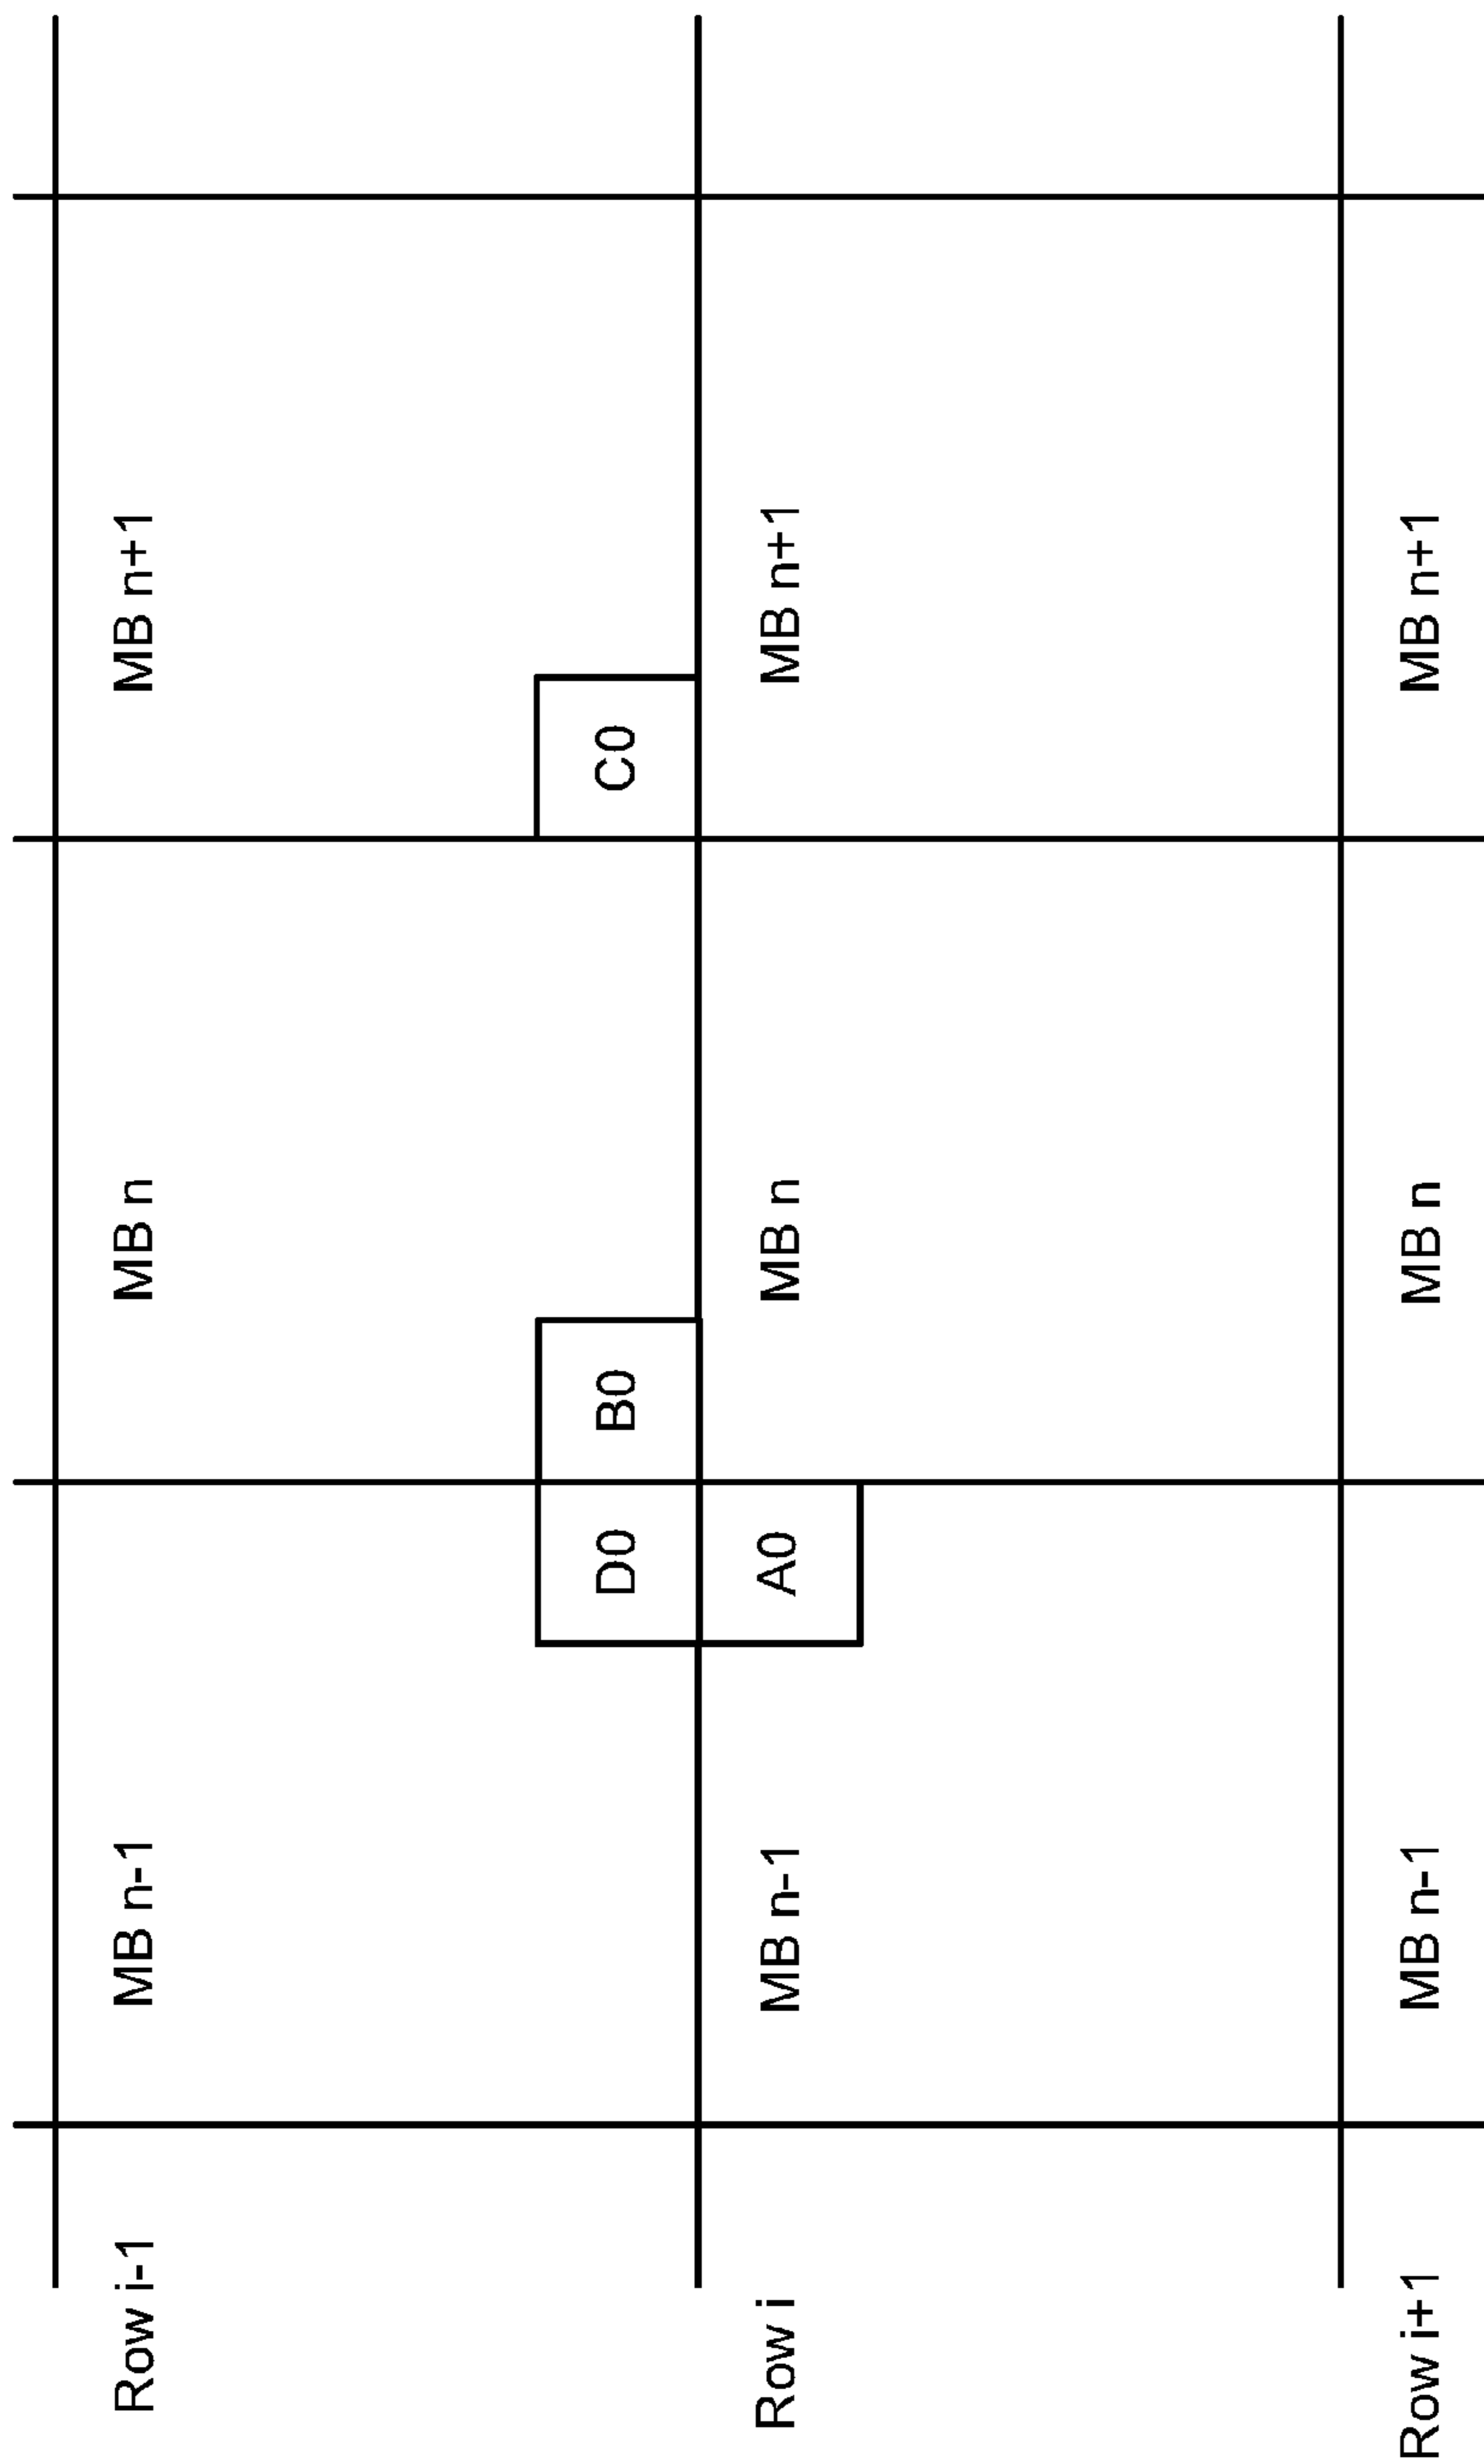 Row i-1 MB n-1 MB n MB n+1
D0 B0 C0
Row i MB n-1 MB n MB n+1
A0
Row i+1 MB n-1 MB n MB n+1